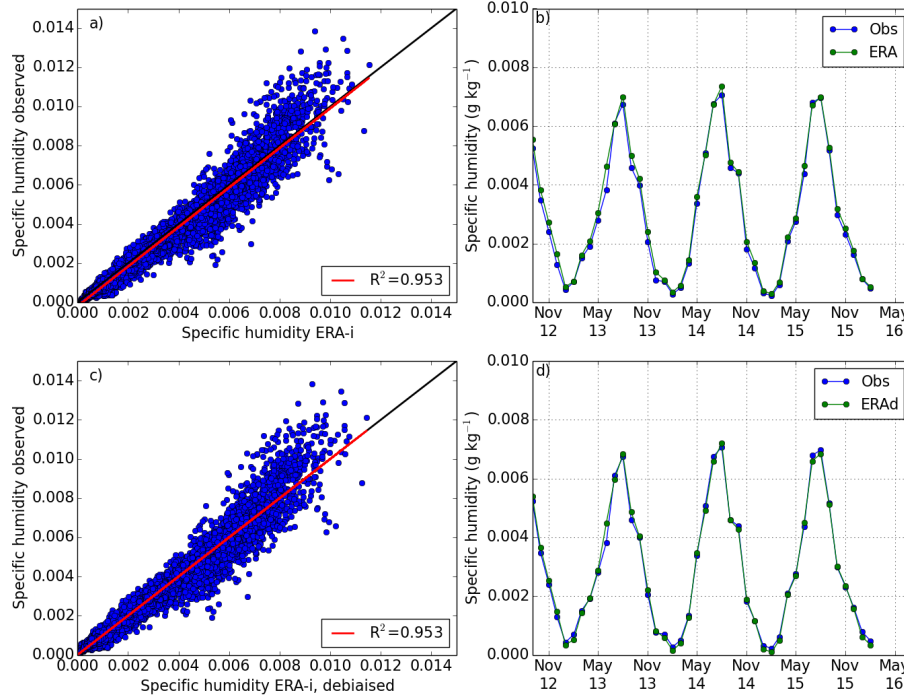 a)
Specific humidity observed
0.014
0.012
0.010
0.008
0.006
0.004
0.002
0.000
0.000 0.002 0.004 0.006 0.008 0.010 0.012 0.014
Specific humidity ERA-i
R²=0.953
b)
Specific humidity (g kg⁻¹)
0.010
0.008
0.006
0.004
0.002
0.000
Obs
ERA
Nov May Nov May Nov May Nov May
12 13 13 14 14 15 15 16
c)
Specific humidity observed
0.014
0.012
0.010
0.008
0.006
0.004
0.002
0.000
0.000 0.002 0.004 0.006 0.008 0.010 0.012 0.014
Specific humidity ERA-i, debiaised
R²=0.953
d)
Specific humidity (g kg⁻¹)
0.010
0.008
0.006
0.004
0.002
0.000
Obs
ERAd
Nov May Nov May Nov May Nov May
12 13 13 14 14 15 15 16